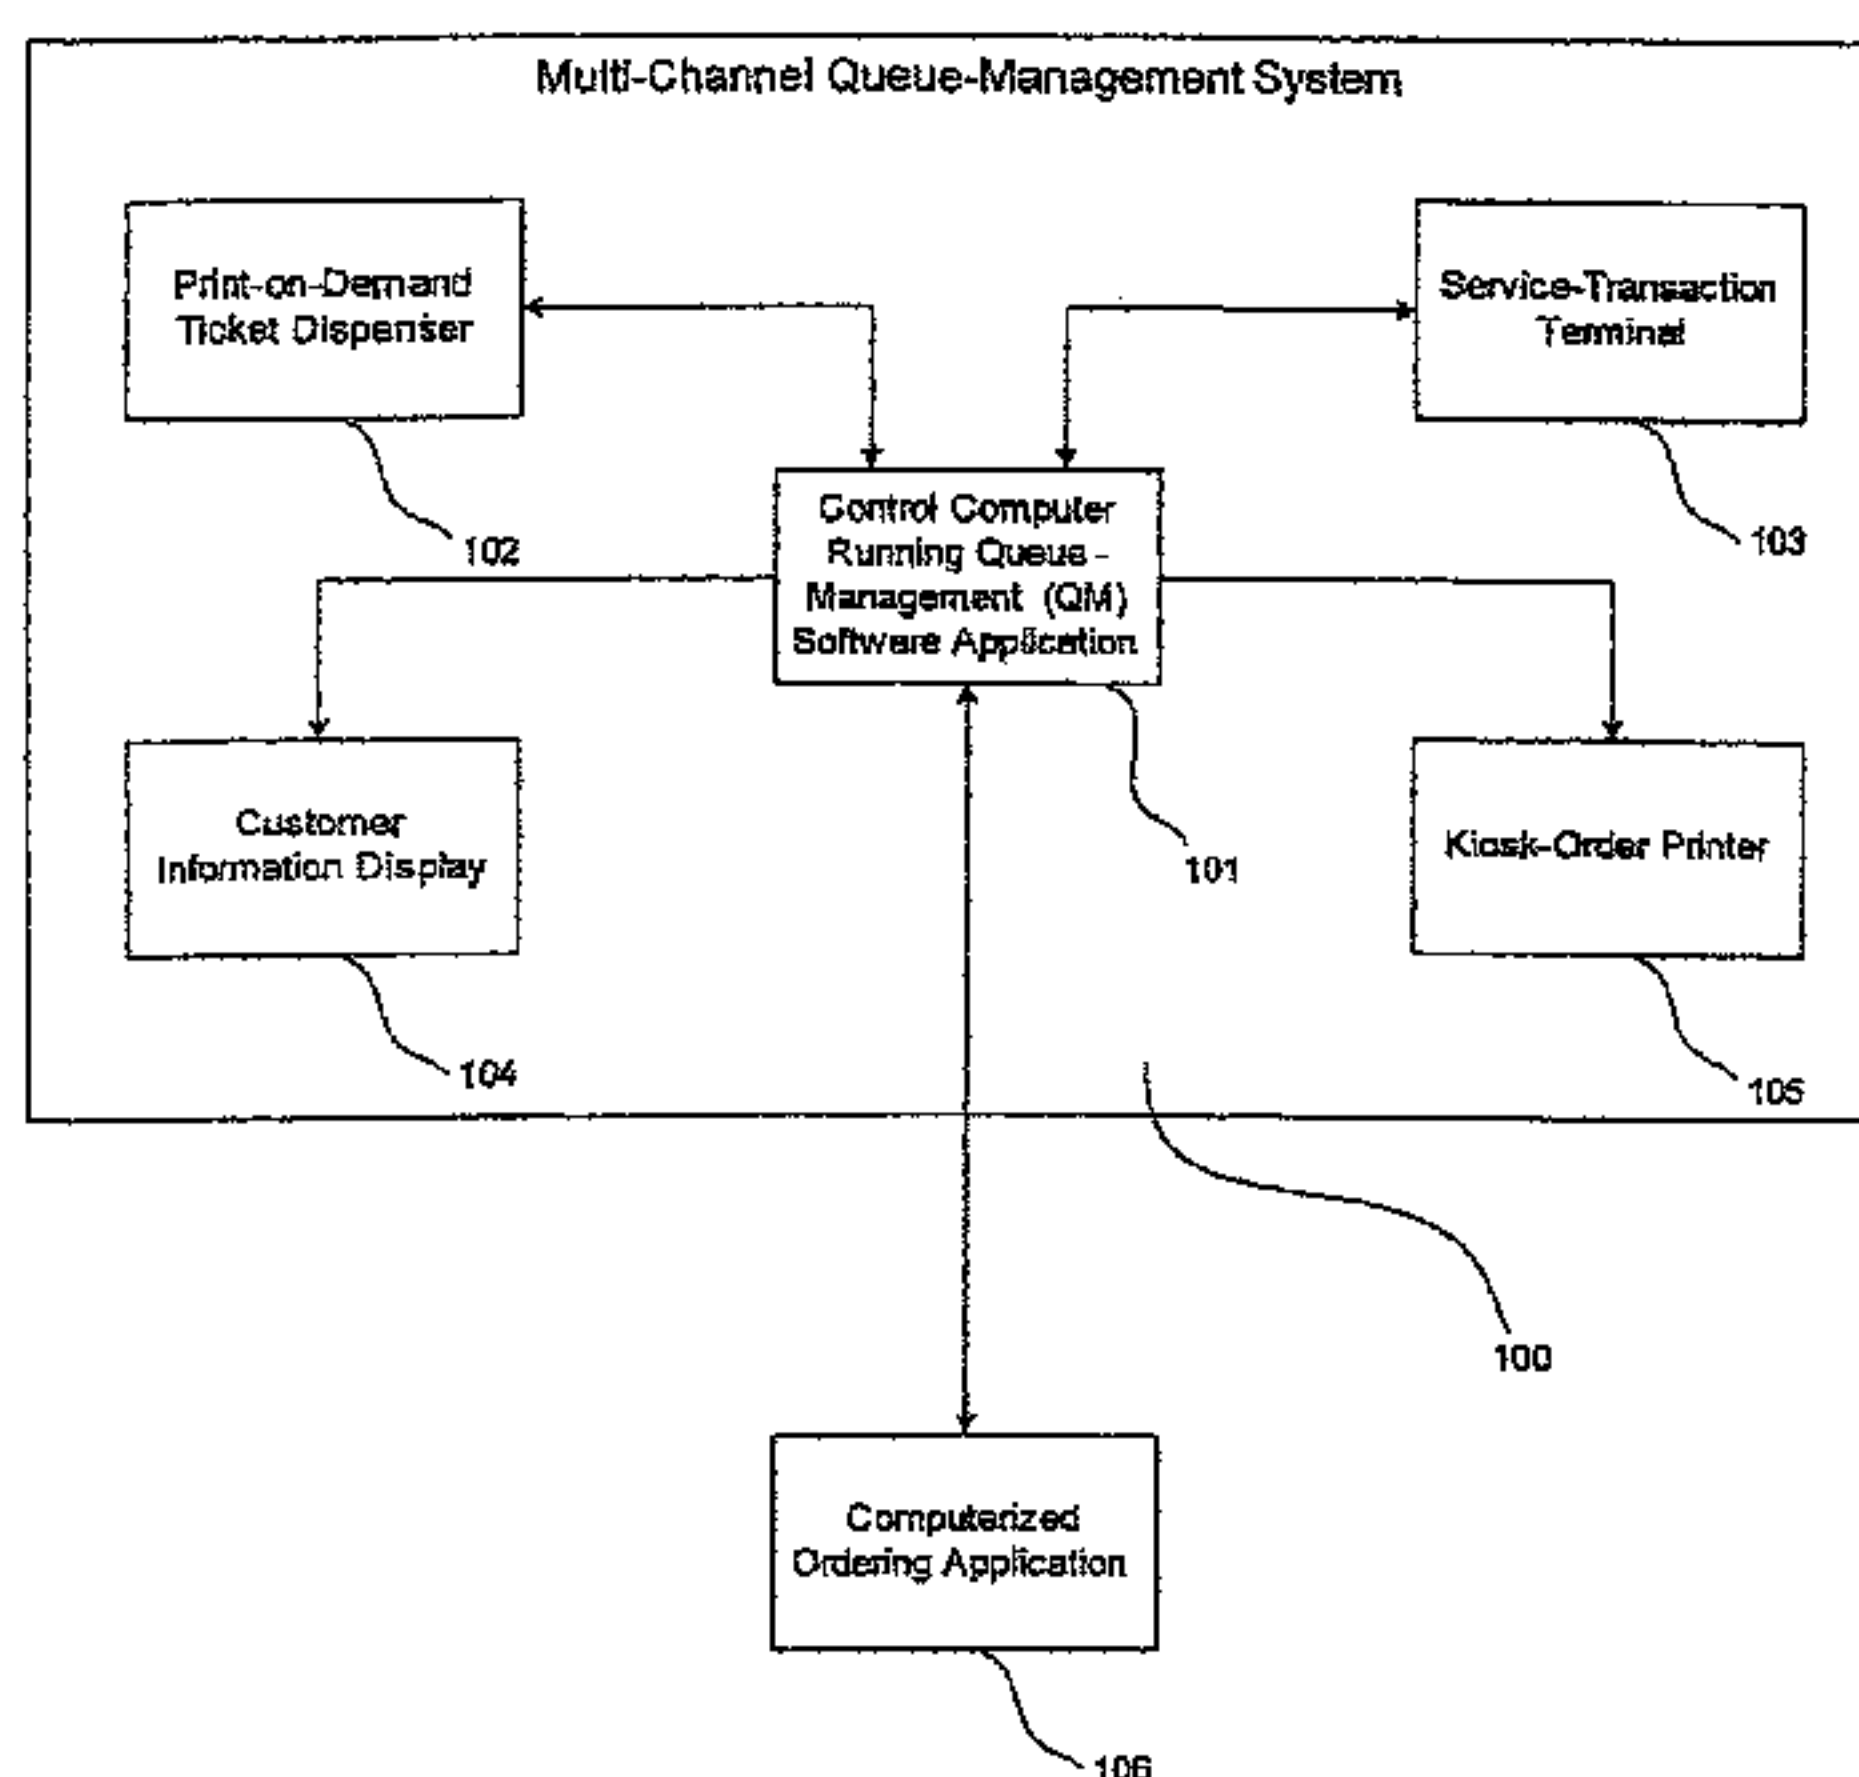 Multi-Channel Queue-Management System
Print-on-Demand
Ticket Dispenser
102
Service-Transaction
Terminal
103
Control Computer
Running Queue-
Management (QM)
Software Application
101
Customer
Information Display
104
Kiosk-Order Printer
105
100
Computerized
Ordering Application
106